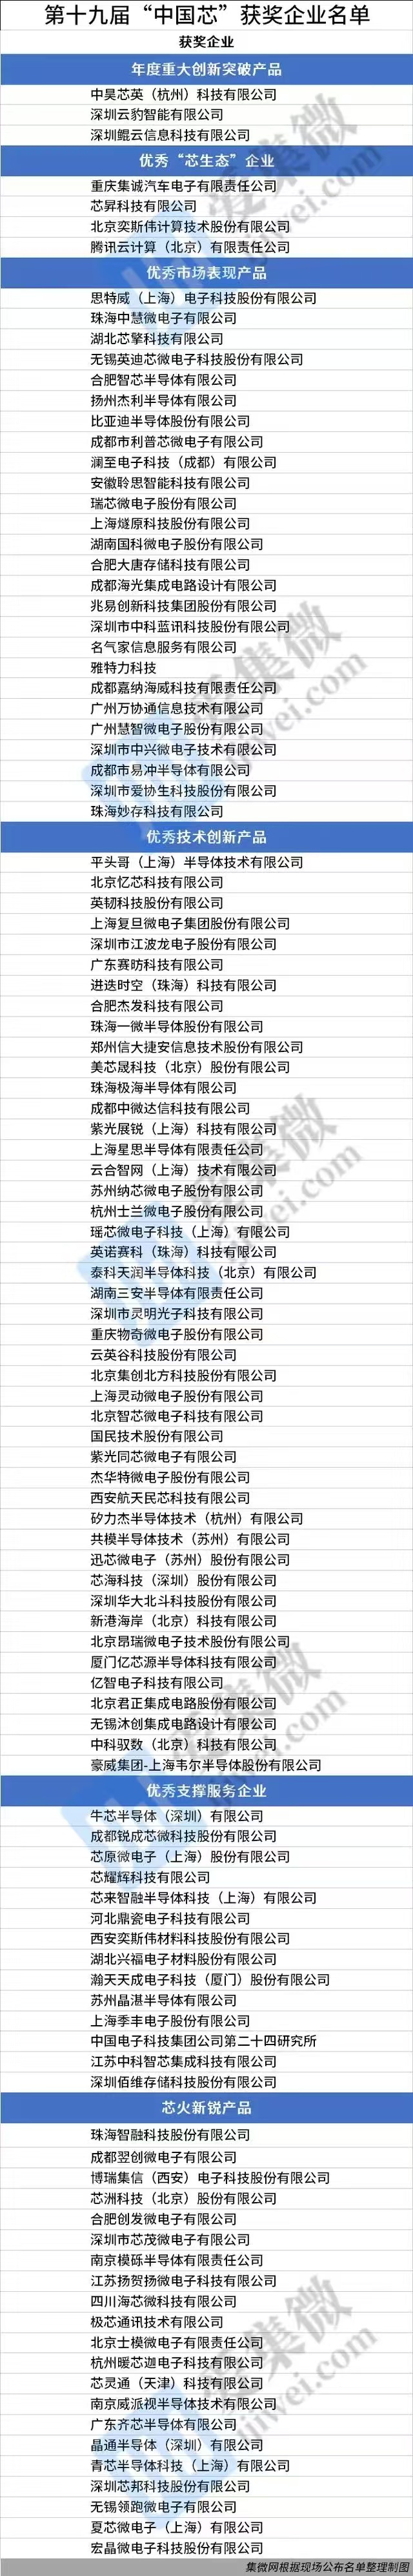 第十九届“中国芯”获奖企业名单
获奖企业
年度重大创新突破产品
中昊芯英（杭州）科技有限公司
深圳云豹智能有限公司
深圳鲲云信息科技有限公司
优秀“芯生态”企业
重庆集诚汽车电子有限责任公司
芯昇科技有限公司
北京奕斯伟计算技术股份有限公司
腾讯云计算（北京）有限责任公司
优秀市场表现产品
思特威（上海）电子科技股份有限公司
珠海中慧微电子有限公司
湖北芯擎科技有限公司
无锡英迪芯微电子科技股份有限公司
合肥智芯半导体有限公司
扬州杰利半导体有限公司
比亚迪半导体股份有限公司
成都市利普芯微电子有限公司
澜至电子科技（成都）有限公司
安徽聆思智能科技有限公司
瑞芯微电子股份有限公司
上海燧原科技股份有限公司
湖南国科微电子股份有限公司
合肥大唐存储科技有限公司
成都海光集成电路设计有限公司
兆易创新科技集团股份有限公司
深圳市中科蓝讯科技股份有限公司
名气家信息服务有限公司
雅特力科技
成都嘉纳海威科技有限责任公司
广州万协通信息技术有限公司
广州慧智微电子股份有限公司
深圳市中兴微电子技术有限公司
成都市易冲半导体有限公司
深圳市爱协生科技股份有限公司
珠海妙存科技有限公司
优秀技术创新产品
平头哥（上海）半导体技术有限公司
北京忆芯科技有限公司
英韧科技股份有限公司
上海复旦微电子集团股份有限公司
深圳市江波龙电子股份有限公司
广东赛昉科技有限公司
进迭时空（珠海）科技有限公司
合肥杰发科技有限公司
珠海一微半导体股份有限公司
郑州信大捷安信息技术股份有限公司
美芯晟科技（北京）股份有限公司
珠海极海半导体有限公司
成都中微达信科技有限公司
紫光展锐（上海）科技有限公司
上海星思半导体有限责任公司
云合智网（上海）技术有限公司
苏州纳芯微电子股份有限公司
杭州士兰微电子股份有限公司
瑶芯微电子科技（上海）有限公司
英诺赛科（珠海）科技有限公司
泰科天润半导体科技（北京）有限公司
湖南三安半导体有限责任公司
深圳市灵明光子科技有限公司
重庆物奇微电子股份有限公司
云英谷科技股份有限公司
北京集创北方科技股份有限公司
上海灵动微电子股份有限公司
北京智芯微电子科技有限公司
国民技术股份有限公司
紫光同芯微电子有限公司
杰华特微电子股份有限公司
西安航天民芯科技有限公司
矽力杰半导体技术（杭州）有限公司
共模半导体技术（苏州）有限公司
迅芯微电子（苏州）股份有限公司
芯海科技（深圳）股份有限公司
深圳华大北斗科技股份有限公司
新港海岸（北京）科技有限公司
北京昂瑞微电子技术股份有限公司
厦门亿芯源半导体科技有限公司
亿智电子科技有限公司
北京君正集成电路股份有限公司
无锡沐创集成电路设计有限公司
中科驭数（北京）科技有限公司
豪威集团-上海韦尔半导体股份有限公司
优秀支撑服务企业
牛芯半导体（深圳）有限公司
成都锐成芯微科技股份有限公司
芯原微电子（上海）股份有限公司
芯耀辉科技有限公司
芯来智融半导体科技（上海）有限公司
河北鼎瓷电子科技有限公司
西安奕斯伟材料科技股份有限公司
湖北兴福电子材料股份有限公司
瀚天天成电子科技（厦门）股份有限公司
苏州晶湛半导体有限公司
上海季丰电子股份有限公司
中国电子科技集团公司第二十四研究所
江苏中科智芯集成科技有限公司
深圳佰维存储科技股份有限公司
芯火新锐产品
珠海智融科技股份有限公司
成都翌创微电子有限公司
博瑞集信（西安）电子科技股份有限公司
芯洲科技（北京）股份有限公司
合肥创发微电子有限公司
深圳市芯茂微电子有限公司
南京模砾半导体有限责任公司
江苏扬贺扬微电子科技有限公司
四川海芯微科技有限公司
极芯通讯技术有限公司
北京士模微电子有限责任公司
杭州暖芯迦电子科技有限公司
芯灵通（天津）科技有限公司
南京威派视半导体技术有限公司
广东齐芯半导体有限公司
晶通半导体（深圳）有限公司
青芯半导体科技（上海）有限公司
深圳芯邦科技股份有限公司
无锡领跑微电子有限公司
夏芯微电子（上海）有限公司
宏晶微电子科技股份有限公司
集微网根据现场公布名单整理制图
爱集微
ijiwei.com
爱集微
ijiwei.com
爱集微
ijiwei.com
爱集微
ijiwei.com
爱集微
ijiwei.com